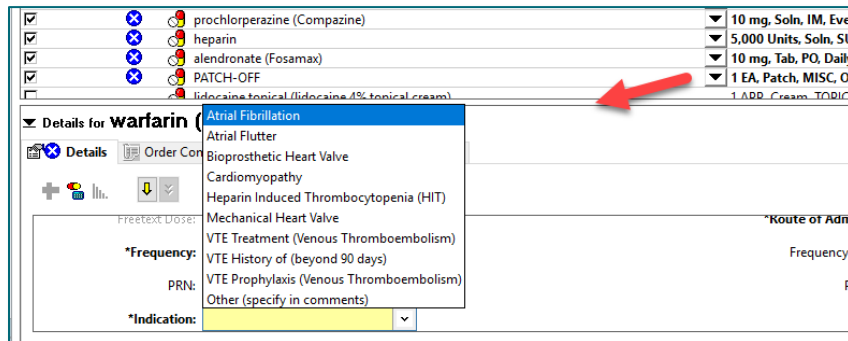 prochlorperazine (Compazine) 10 mg, Soln, IM, Eve
heparin 5,000 Units, Soln, SU
alendronate (Fosamax) 10 mg, Tab, PO, Daily
PATCH-OFF 1 EA, Patch, MISC, O
lidocaine topical (lidocaine 4% topical cream) 1 APP, Cream, TOPIC
Details for warfarin (
Atrial Fibrillation
Atrial Flutter
Bioprosthetic Heart Valve
Cardiomyopathy
Heparin Induced Thrombocytopenia (HIT)
Mechanical Heart Valve
VTE Treatment (Venous Thromboembolism)
VTE History of (beyond 90 days)
VTE Prophylaxis (Venous Thromboembolism)
Other (specify in comments)
Details Order Com
Freetext Dose: *Route of Adm
*Frequency: Frequency
PRN:
*Indication: